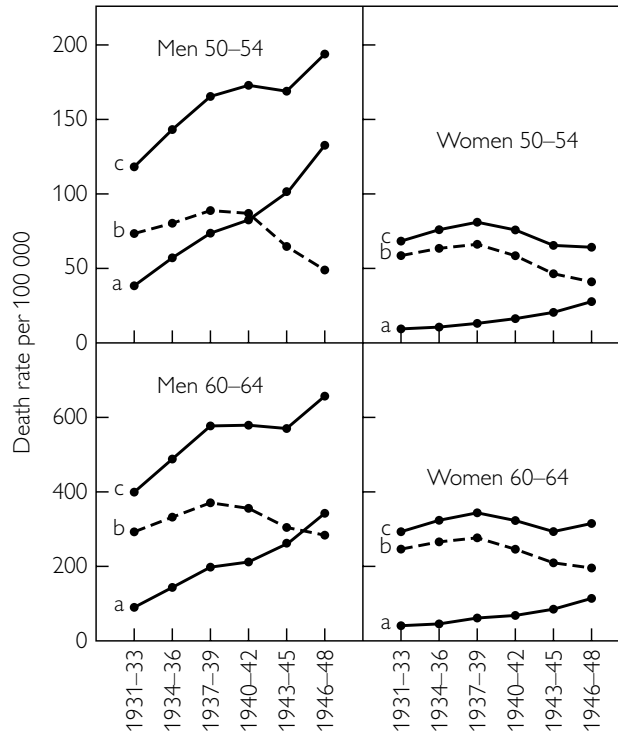 Death rate per 100 000
200
150
100
50
0
Men 50–54
c
b
a
Women 50–54
c
b
a
600
400
200
0
Men 60–64
c
b
a
Women 60–64
c
b
a
1931–33
1934–36
1937–39
1940–42
1943–45
1946–48
1931–33
1934–36
1937–39
1940–42
1943–45
1946–48